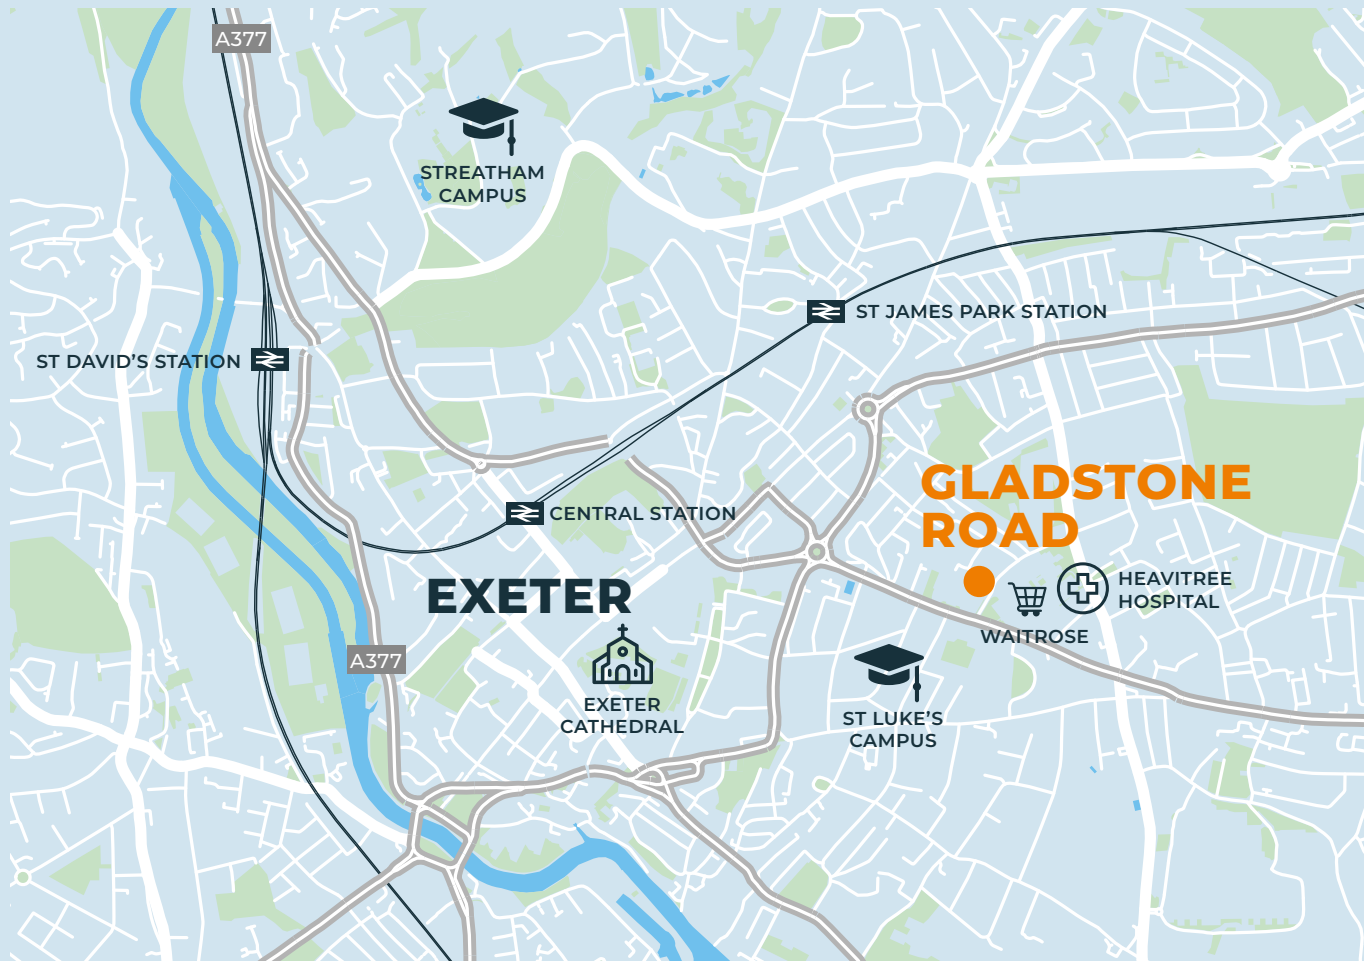 A377
STREATHAM
CAMPUS
ST JAMES PARK STATION
ST DAVID’S STATION
GLADSTONE
ROAD
CENTRAL STATION
EXETER
HEAVITREE
HOSPITAL
WAITROSE
A377
EXETER
CATHEDRAL
ST LUKE’S
CAMPUS